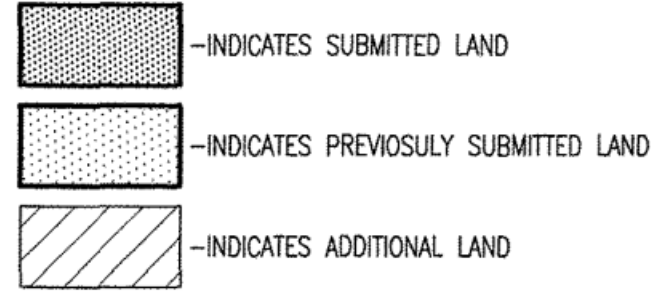 -INDICATES SUBMITTED LAND
-INDICATES PREVIOSULY SUBMITTED LAND
-INDICATES ADDITIONAL LAND